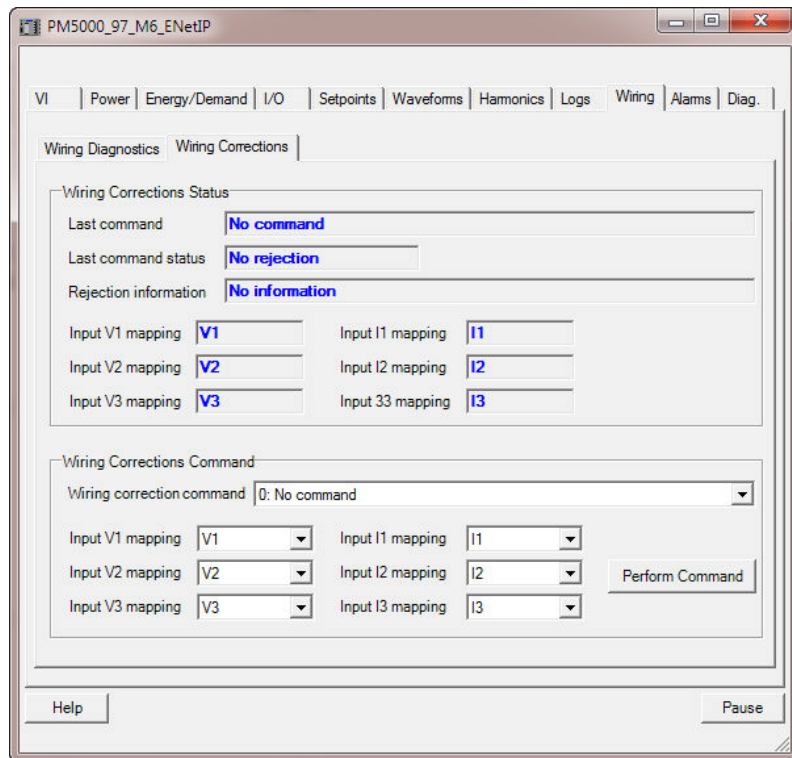 PM5000_97_M6_ENetIP
VI Power Energy/Demand I/O Setpoints Waveforms Harmonics Logs Wiring Alarms Diag.
Wiring Diagnostics Wiring Corrections
Wiring Corrections Status
Last command No command
Last command status No rejection
Rejection information No information
Input V1 mapping V1 Input I1 mapping I1
Input V2 mapping V2 Input I2 mapping I2
Input V3 mapping V3 Input 33 mapping I3
Wiring Corrections Command
Wiring correction command 0: No command
Input V1 mapping V1 Input I1 mapping I1
Input V2 mapping V2 Input I2 mapping I2 Perform Command
Input V3 mapping V3 Input I3 mapping I3
Help Pause